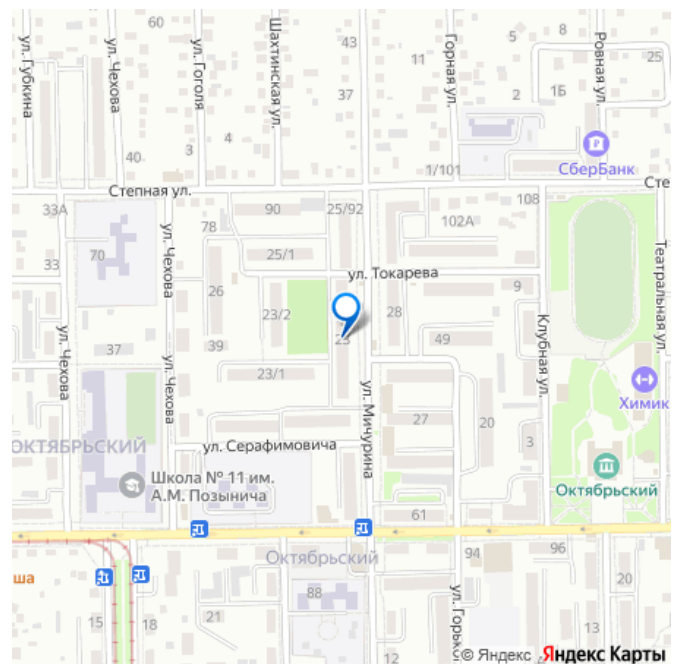 43
5
8
ул. Губкина
ул. Чехова
ул. Гоголя
Шахтинская ул.
11
Горная ул.
Ровная ул.
25
37
2
1Б
3
4
40
СберБанк
1/101
Степная ул.
Сте
33А
90
25/92
108
78
102А
70
25/1
33
ул. Токарева
26
9
23/2
28
ул. Чехова
39
49
37
23
23/1
ул. Чехова
ул. Чехова
ул. Мичурина
Клубная ул.
Театральная ул.
Химик
27
20
3
ОКТЯБРЬСКИЙ
ул. Серафимовича
Школа № 11 им.
А.М. Позынича
Октябрьский
61
Октябрьский
94
96
ша
88
20
15
18
21
13
ул. Горько
© Яндекс Яндекс Карты